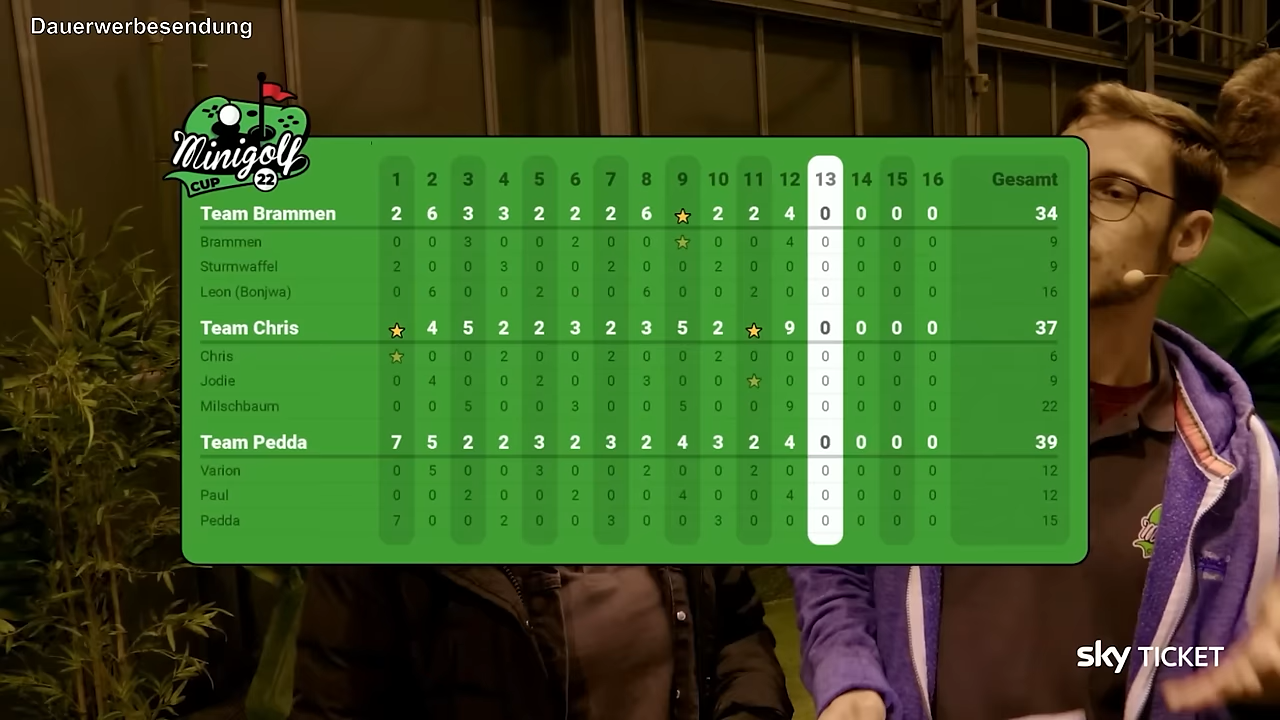 Dauerwerbesendung
Minigolf
CUP 22
1 2 3 4 5 6 7 8 9 10 11 12 13 14 15 16 Gesamt
Team Brammen 2 6 3 3 2 2 2 6 ★ 2 2 4 0 0 0 0 34
Brammen 0 0 3 0 0 2 0 0 ★ 0 0 4 0 0 0 0 9
Sturmwaffel 2 0 0 3 0 0 2 0 0 2 0 0 0 0 0 0 9
Leon (Bonjwa) 0 6 0 0 2 0 0 6 0 0 2 0 0 0 0 0 16
Team Chris ★ 4 5 2 2 3 2 3 5 2 ★ 9 0 0 0 0 37
Chris ★ 0 0 2 0 0 2 0 0 2 0 0 0 0 0 0 6
Jodie 0 4 0 0 2 0 0 3 0 0 ★ 0 0 0 0 0 9
Milschbaum 0 0 5 0 0 3 0 0 5 0 0 9 0 0 0 0 22
Team Pedda 7 5 2 2 3 2 3 2 4 3 2 4 0 0 0 0 39
Varion 0 5 0 0 3 0 0 2 0 0 2 0 0 0 0 0 12
Paul 0 0 2 0 0 2 0 0 4 0 0 4 0 0 0 0 12
Pedda 7 0 0 2 0 0 3 0 0 3 0 0 0 0 0 0 15
sky TICKET